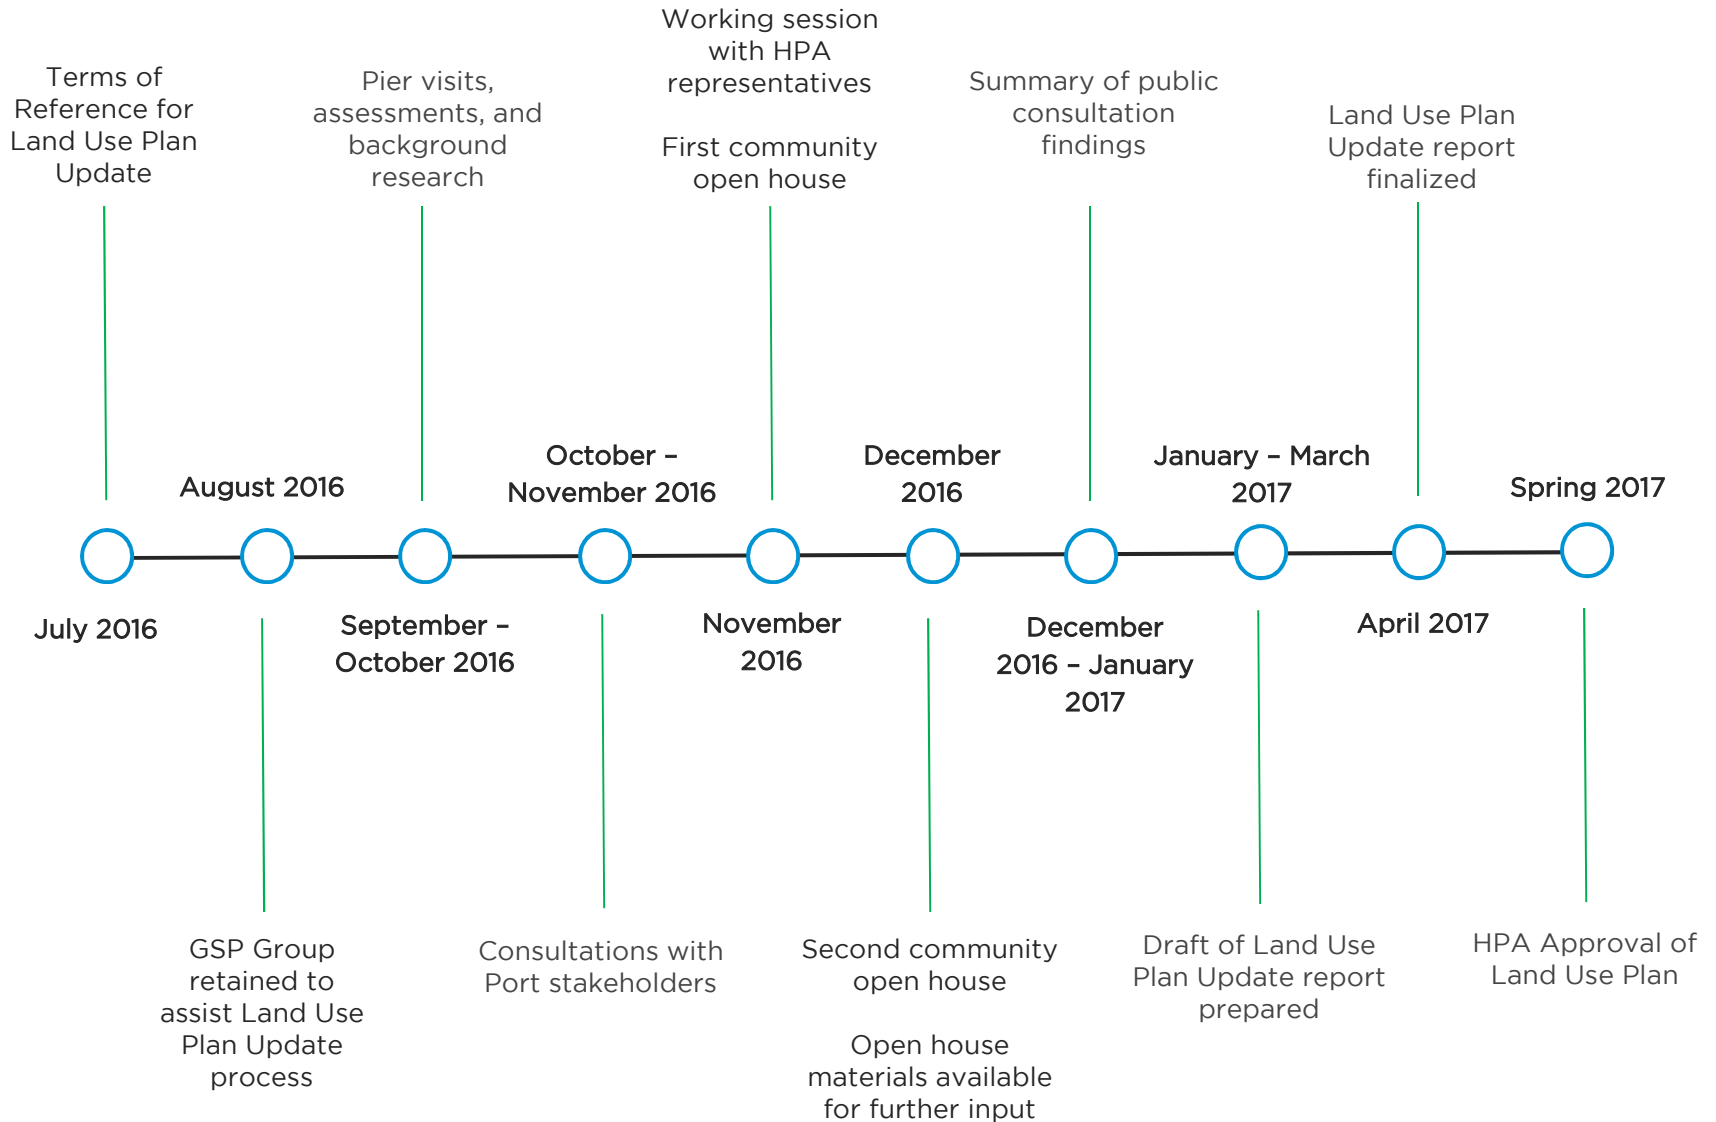 Terms of
Reference for
Land Use Plan
Update
July 2016
August 2016
GSP Group
retained to
assist Land Use
Plan Update
process
Pier visits,
assessments, and
background
research
September –
October 2016
October –
November 2016
Consultations with
Port stakeholders
Working session
with HPA
representatives
First community
open house
November
2016
December
2016
Second community
open house
Open house
materials available
for further input
Summary of public
consultation
findings
December
2016 – January
2017
January – March
2017
Draft of Land Use
Plan Update report
prepared
Land Use Plan
Update report
finalized
April 2017
Spring 2017
HPA Approval of
Land Use Plan